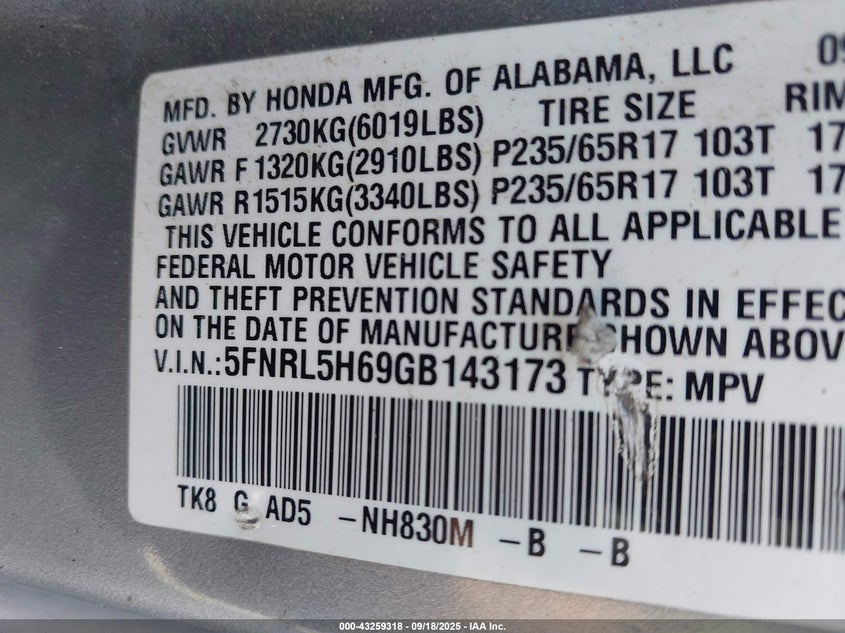 MFD. BY HONDA MFG. OF ALABAMA, LLC 09
GVWR 2730KG(6019LBS) TIRE SIZE RIM
GAWR F 1320KG(2910LBS) P235/65R17 103T 17
GAWR R1515KG(3340LBS) P235/65R17 103T 17
THIS VEHICLE CONFORMS TO ALL APPLICABLE
FEDERAL MOTOR VEHICLE SAFETY
AND THEFT PREVENTION STANDARDS IN EFFEC
ON THE DATE OF MANUFACTURE SHOWN ABOV
V.I.N.:5FNRL5H69GB143173 TYPE: MPV
TK8 G AD5 -NH830M -B -B
000-43259318 - 09/18/2025 - IAA Inc.